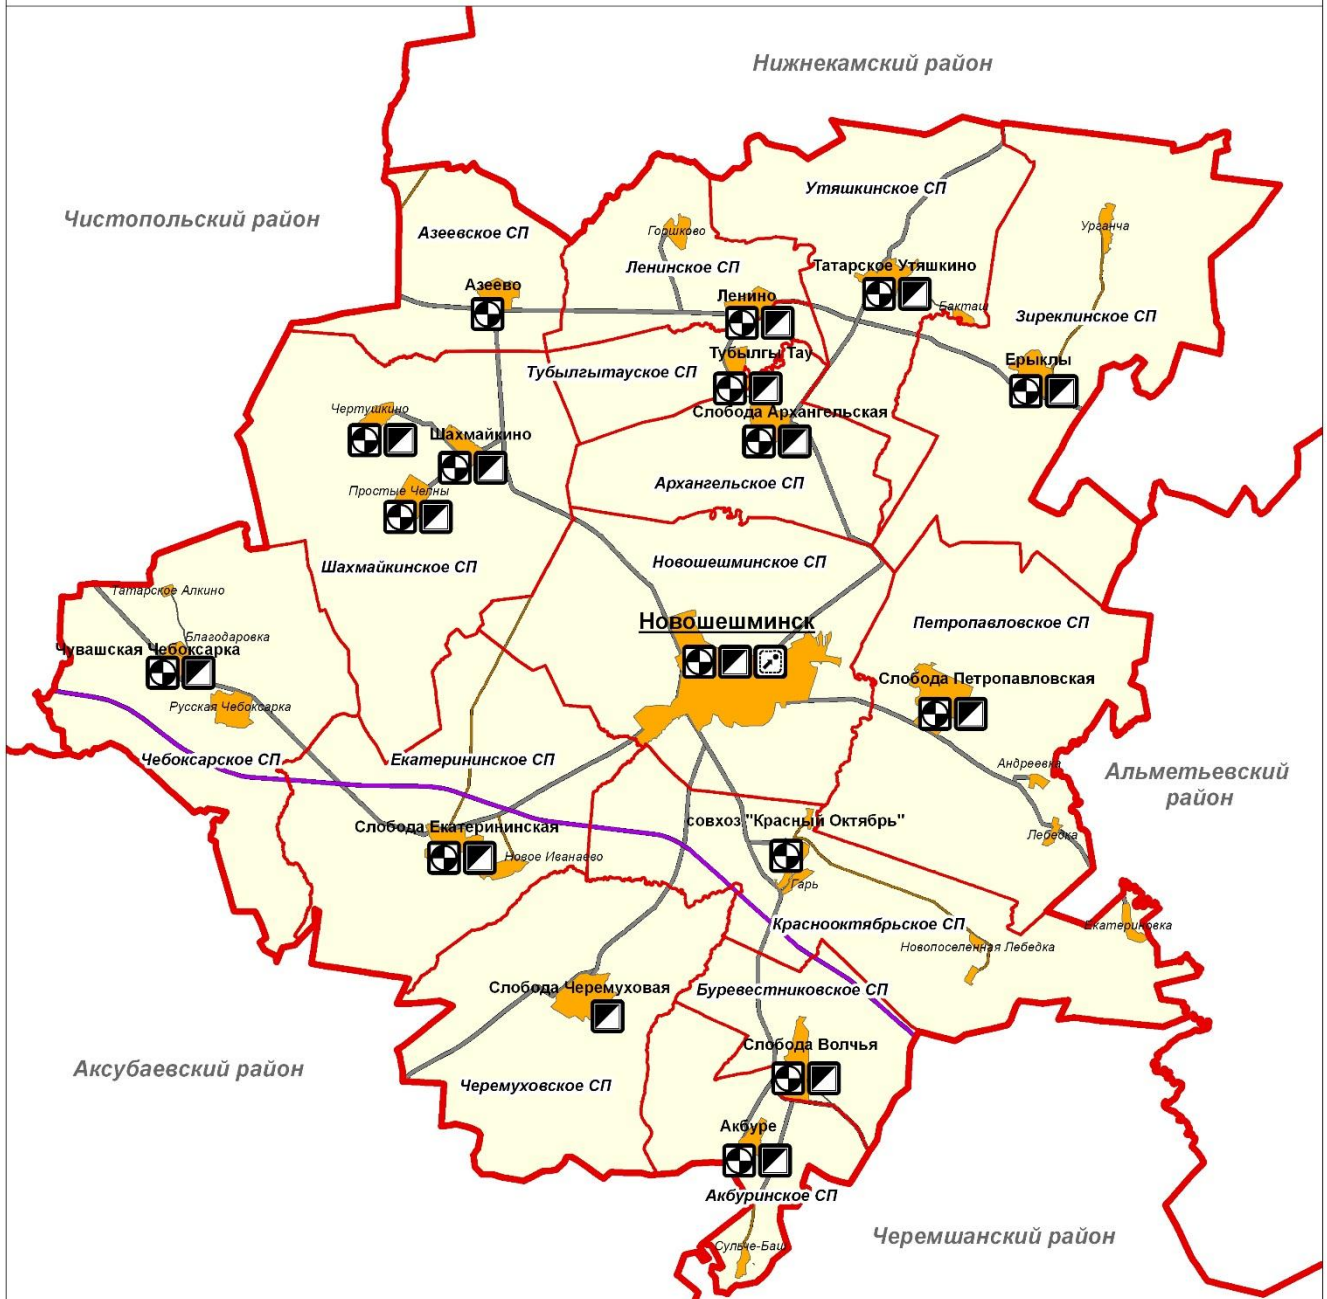 Нижнекамский район
Утяшкинское СП
Чистопольский район
Азеевское СП
Горшково
Урганча
Ленинское СП
Татарское Утяшкино
Азеево
Ленино
Бакташ
Зиреклинское СП
Тубылгы Тау
Ерыклы
Тубылгытауское СП
Чертушкино
Слобода Архангельская
Шахмайкино
Архангельское СП
Простые Челны
Новошешминское СП
Шахмайкинское СП
Татарское Алкино
Новошешминск
Петропавловское СП
Благодаровка
Чувашская Чебоксарка
Слобода Петропавловская
Русская Чебоксарка
Чебоксарское СП
Екатерининское СП
Андреевка
Альметьевский
район
Слобода Екатерининская
совхоз "Красный Октябрь"
Лебедка
Новое Иванаево
Гарь
Краснооктябрьское СП
Екатериновка
Новопоселенная Лебедка
Слобода Черемуховая
Буревестниковское СП
Слобода Волчья
Аксубаевский район
Черемуховское СП
Акбуре
Акбуринское СП
Черемшанский район
Сульче-Баш